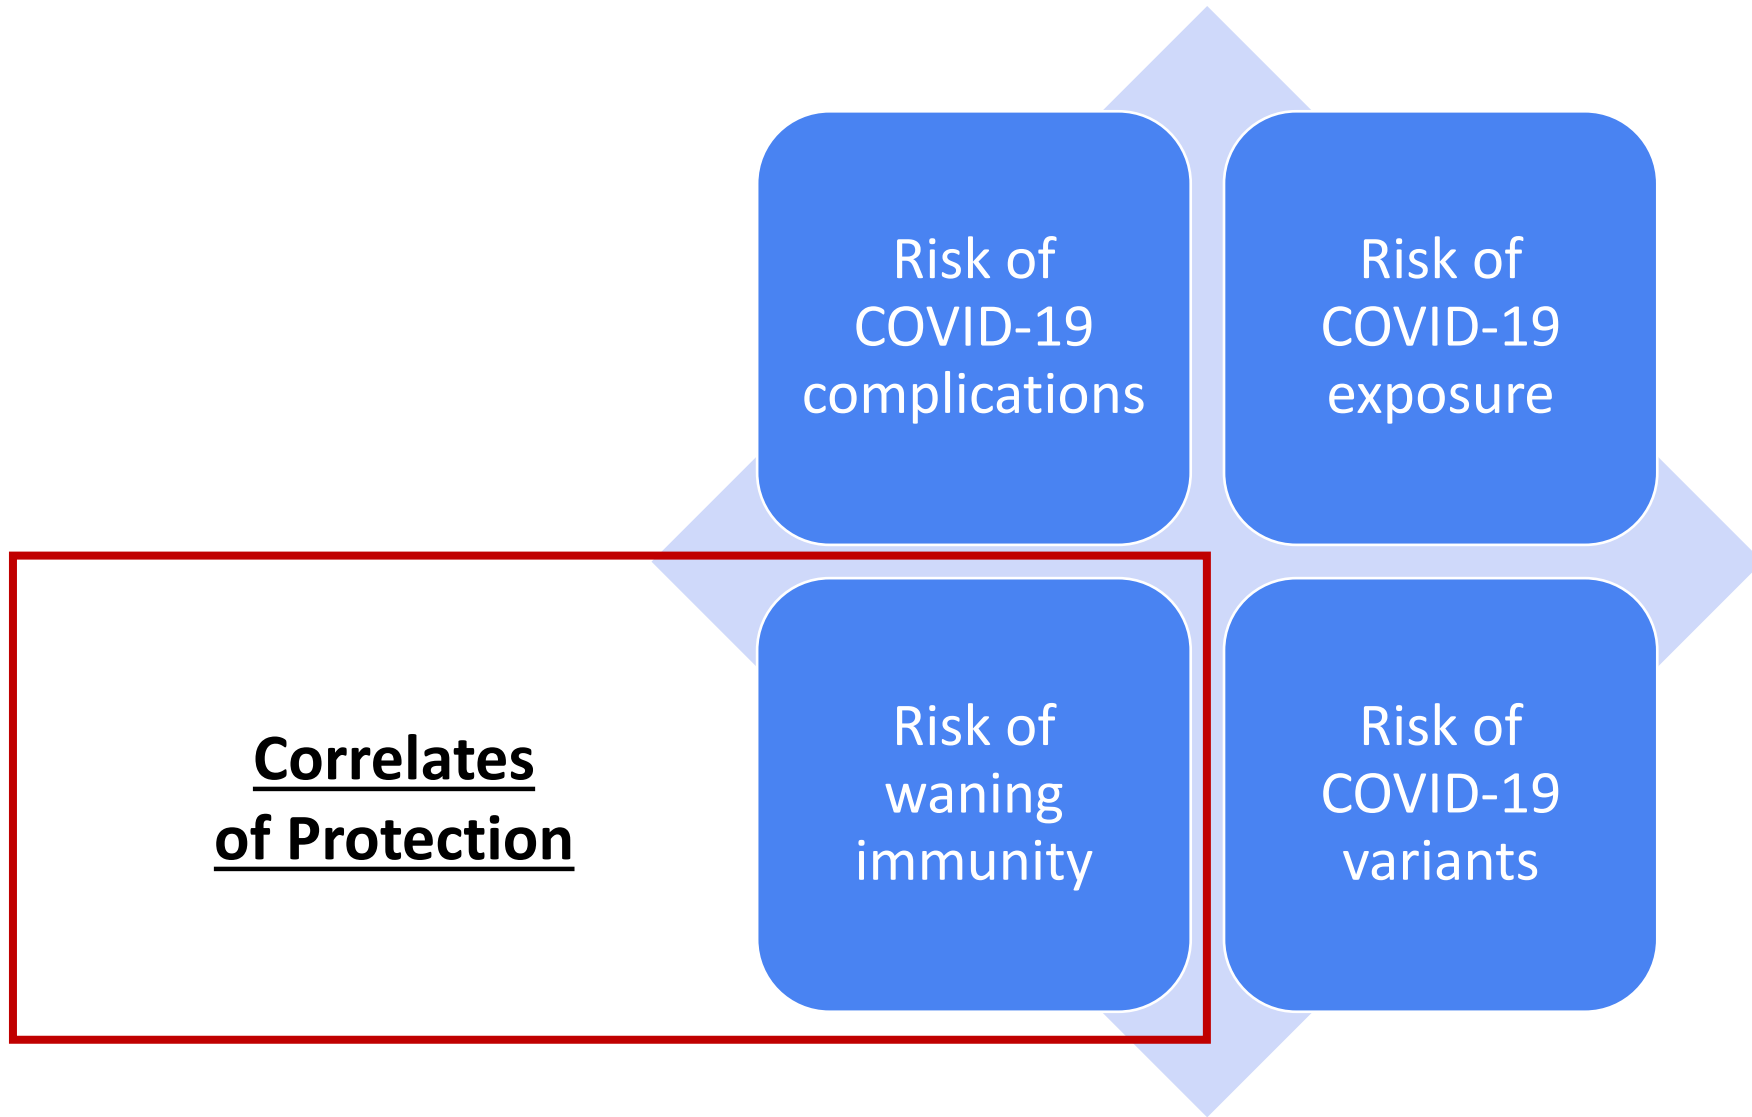 Risk of
COVID-19
complications
Risk of
COVID-19
exposure
Correlates
of Protection
Risk of
waning
immunity
Risk of
COVID-19
variants